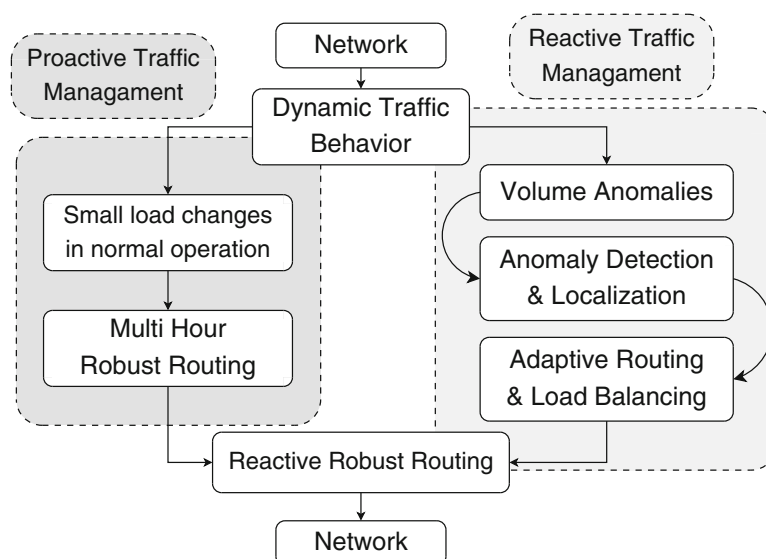 Network
Proactive Traffic
Managament
Reactive Traffic
Managament
Dynamic Traffic
Behavior
Small load changes
in normal operation
Multi Hour
Robust Routing
Volume Anomalies
Anomaly Detection
& Localization
Adaptive Routing
& Load Balancing
Reactive Robust Routing
Network